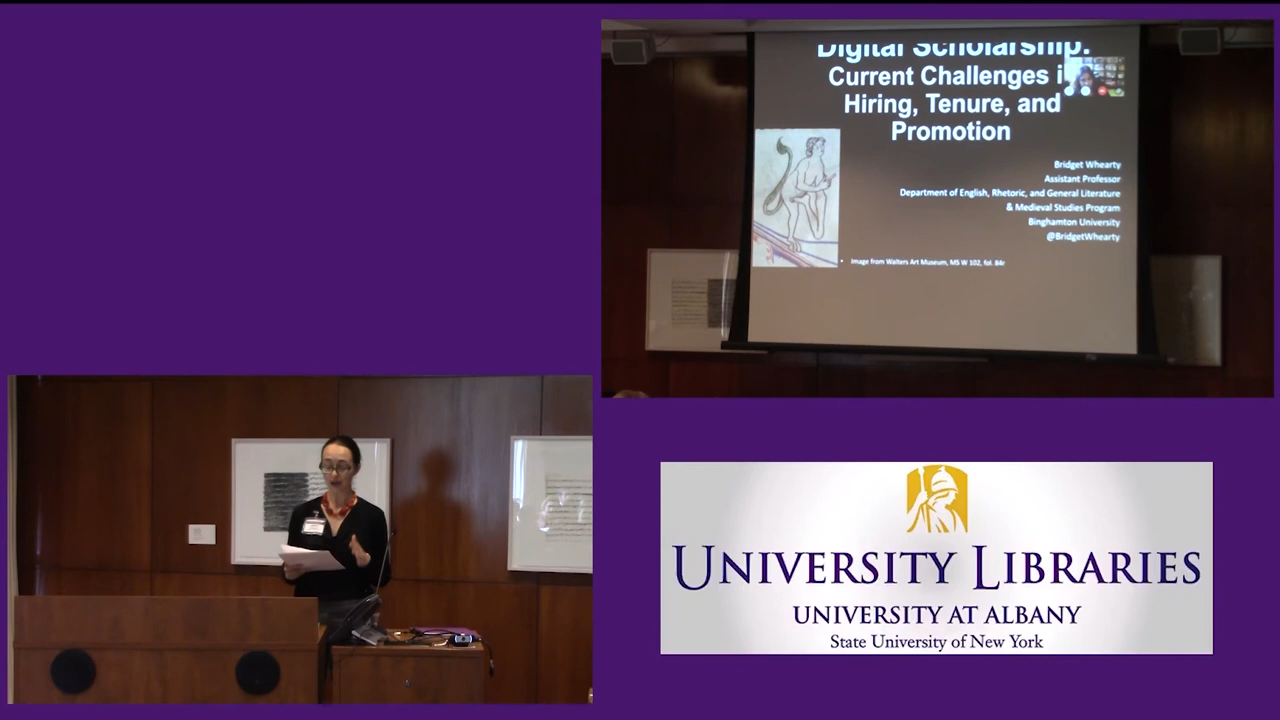 Digital Scholarship:
Current Challenges i
Hiring, Tenure, and
Promotion
Bridget Whearty
Assistant Professor
Department of English, Rhetoric, and General Literature
& Medieval Studies Program
Binghamton University
@BridgetWhearty
• Image from Walters Art Museum, MS W 102, fol. 84r
UNIVERSITY LIBRARIES
UNIVERSITY AT ALBANY
State University of New York